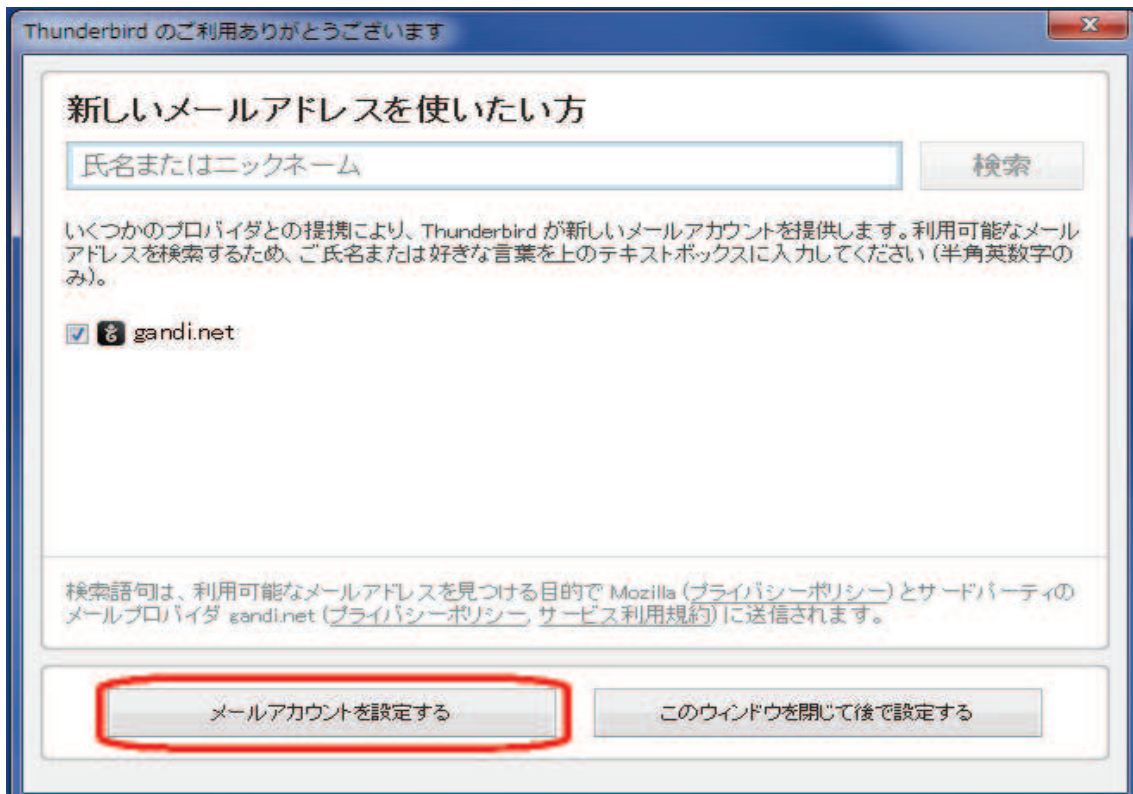 Thunderbird のご利用ありがとうございます
新しいメールアドレスを使いたい方
氏名またはニックネーム
検索
いくつかのプロバイダとの提携により、Thunderbird が新しいメールアカウントを提供します。利用可能なメール
アドレスを検索するため、ご氏名または好きな言葉を上のテキストボックスに入力してください (半角英数字の
み)。
gandi.net
検索語句は、利用可能なメールアドレスを見つける目的で Mozilla (プライバシーポリシー) とサードパーティの
メールプロバイダ gandi.net (プライバシーポリシー, サービス利用規約) に送信されます。
メールアカウントを設定する
このウィンドウを閉じて後で設定する